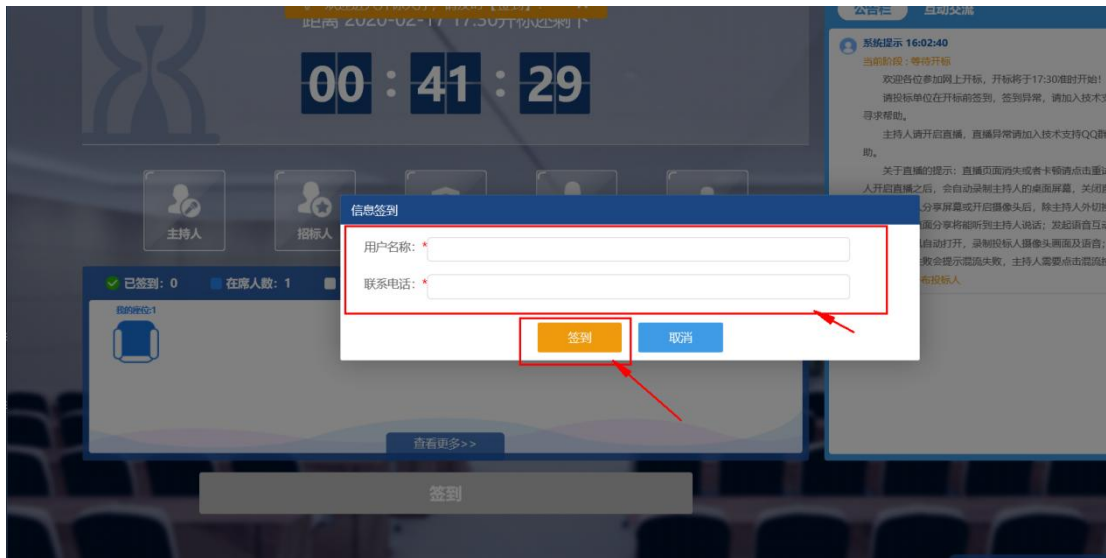 公告栏 互动交流
距离 2020-02-17 17:30开标还剩下
00 : 41 : 29
系统提示 16:02:40
当前阶段：等待开标
欢迎各位参加网上开标，开标将于17:30准时开始！
请投标单位在开标前签到，签到异常，请加入技术支
寻求帮助。
主持人请开启直播，直播异常请加入技术支持QQ群
助。
关于直播的提示：直播页面消失或者卡顿请点击重
人开启直播之后，会自动录制主持人的桌面屏幕，关闭
分享屏幕或开启摄像头后，除主持人外切
面分享将能听到主持人说话；发起语音互动
自动打开，录制投标人摄像头画面及语音；
败会提示混流失败，主持人需要点击混流
布投标人
主持人
招标人
信息签到
用户名称：*
联系电话：*
签到 取消
已签到：0 在席人数：1
我的座位:1
查看更多>>
签到